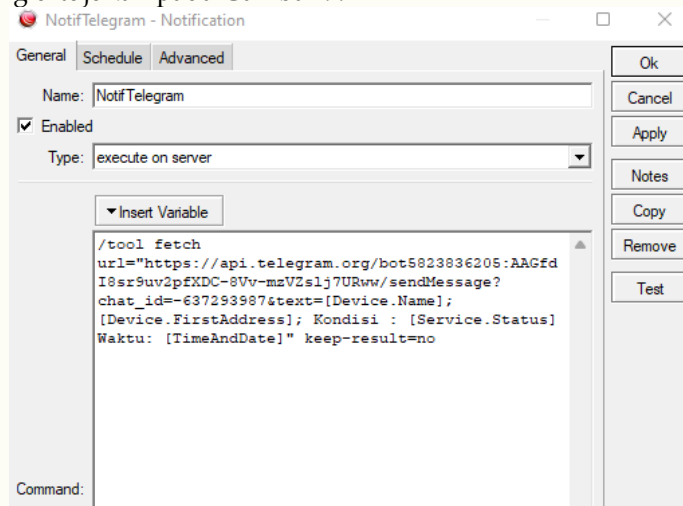 NotifTelegram - Notification
General Schedule Advanced
Ok
Name: NotifTelegram
Cancel
Enabled
Apply
Type: execute on server
Notes
Insert Variable
Copy
/tool fetch
Remove
url="https://api.telegram.org/bot5823836205:AAGfd
I8sr9uv2pfXDC-8Vv-mzVZslj7URww/sendMessage?
Test
chat_id=-637293987&text=[Device.Name];
[Device.FirstAddress]; Kondisi : [Service.Status]
Waktu: [TimeAndDate]" keep-result=no
Command: